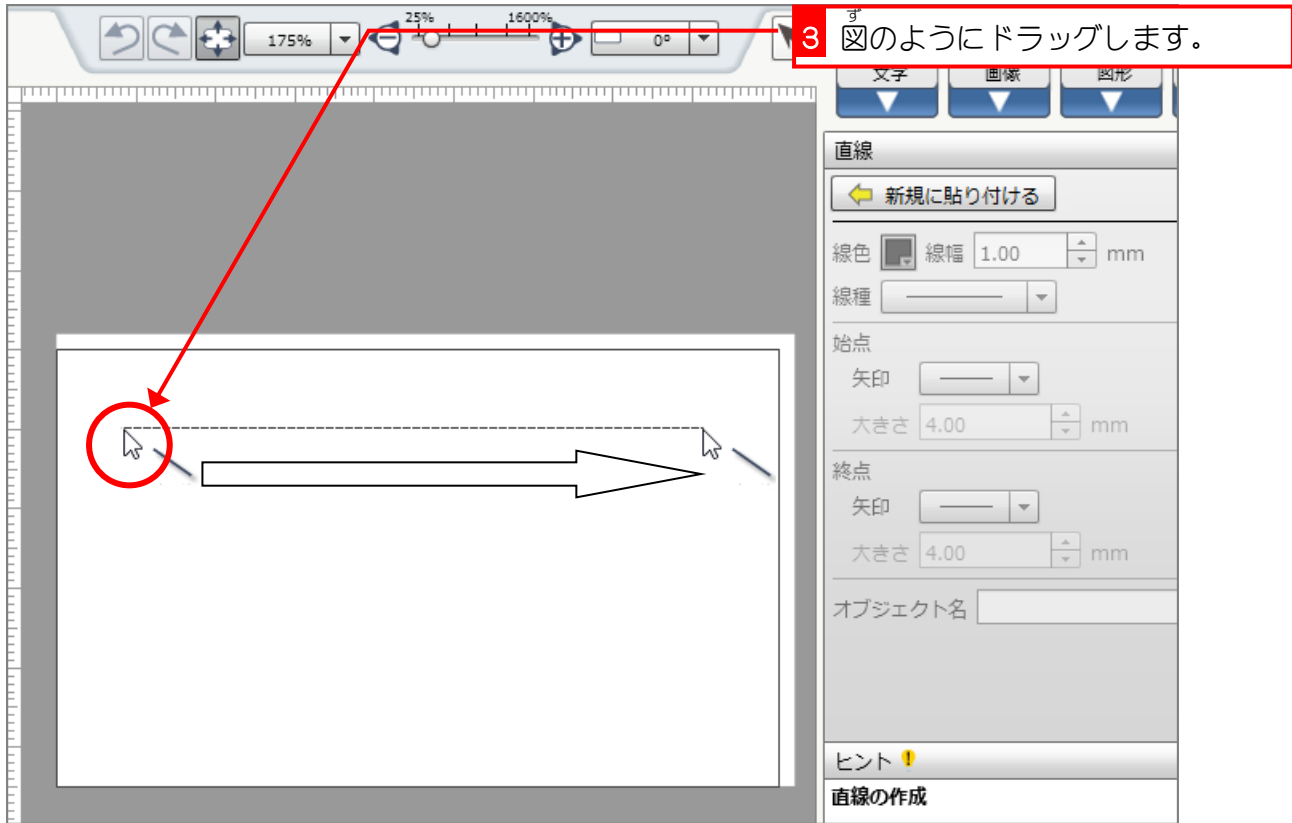 25% 1600%
175% 0°
3 図のようにドラッグします。
ず
文字 画像 図形
直線
新規に貼り付ける
線色 線幅 1.00 mm
線種
始点
矢印
大きさ 4.00 mm
終点
矢印
大きさ 4.00 mm
オブジェクト名
ヒント
直線の作成